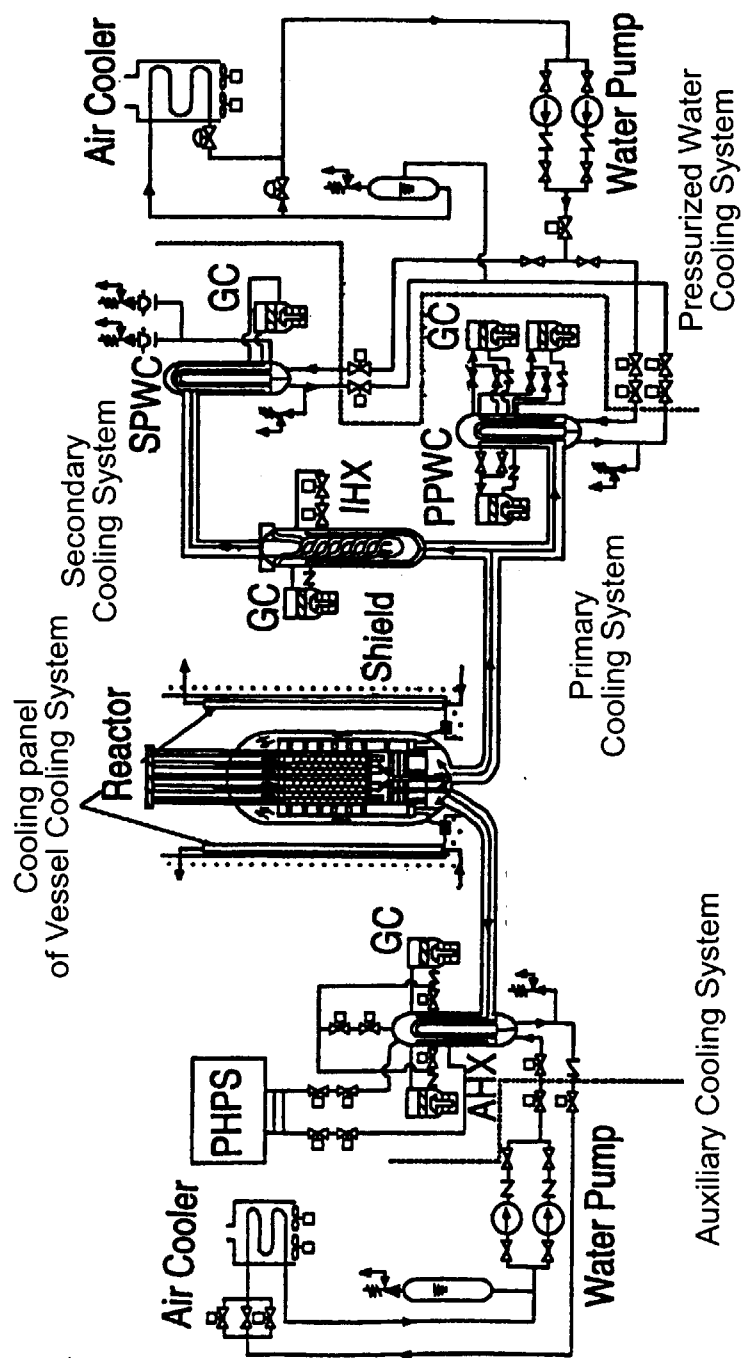 Cooling panel
of Vessel Cooling System
Secondary
Cooling System
Air Cooler
SPWC
GC
Reactor
GC
IHX
Shield
PPWC
GC
Water Pump
Pressurized Water
Cooling System
Primary
Cooling System
PHPS
GC
AHX
Air Cooler
Water Pump
Auxiliary Cooling System